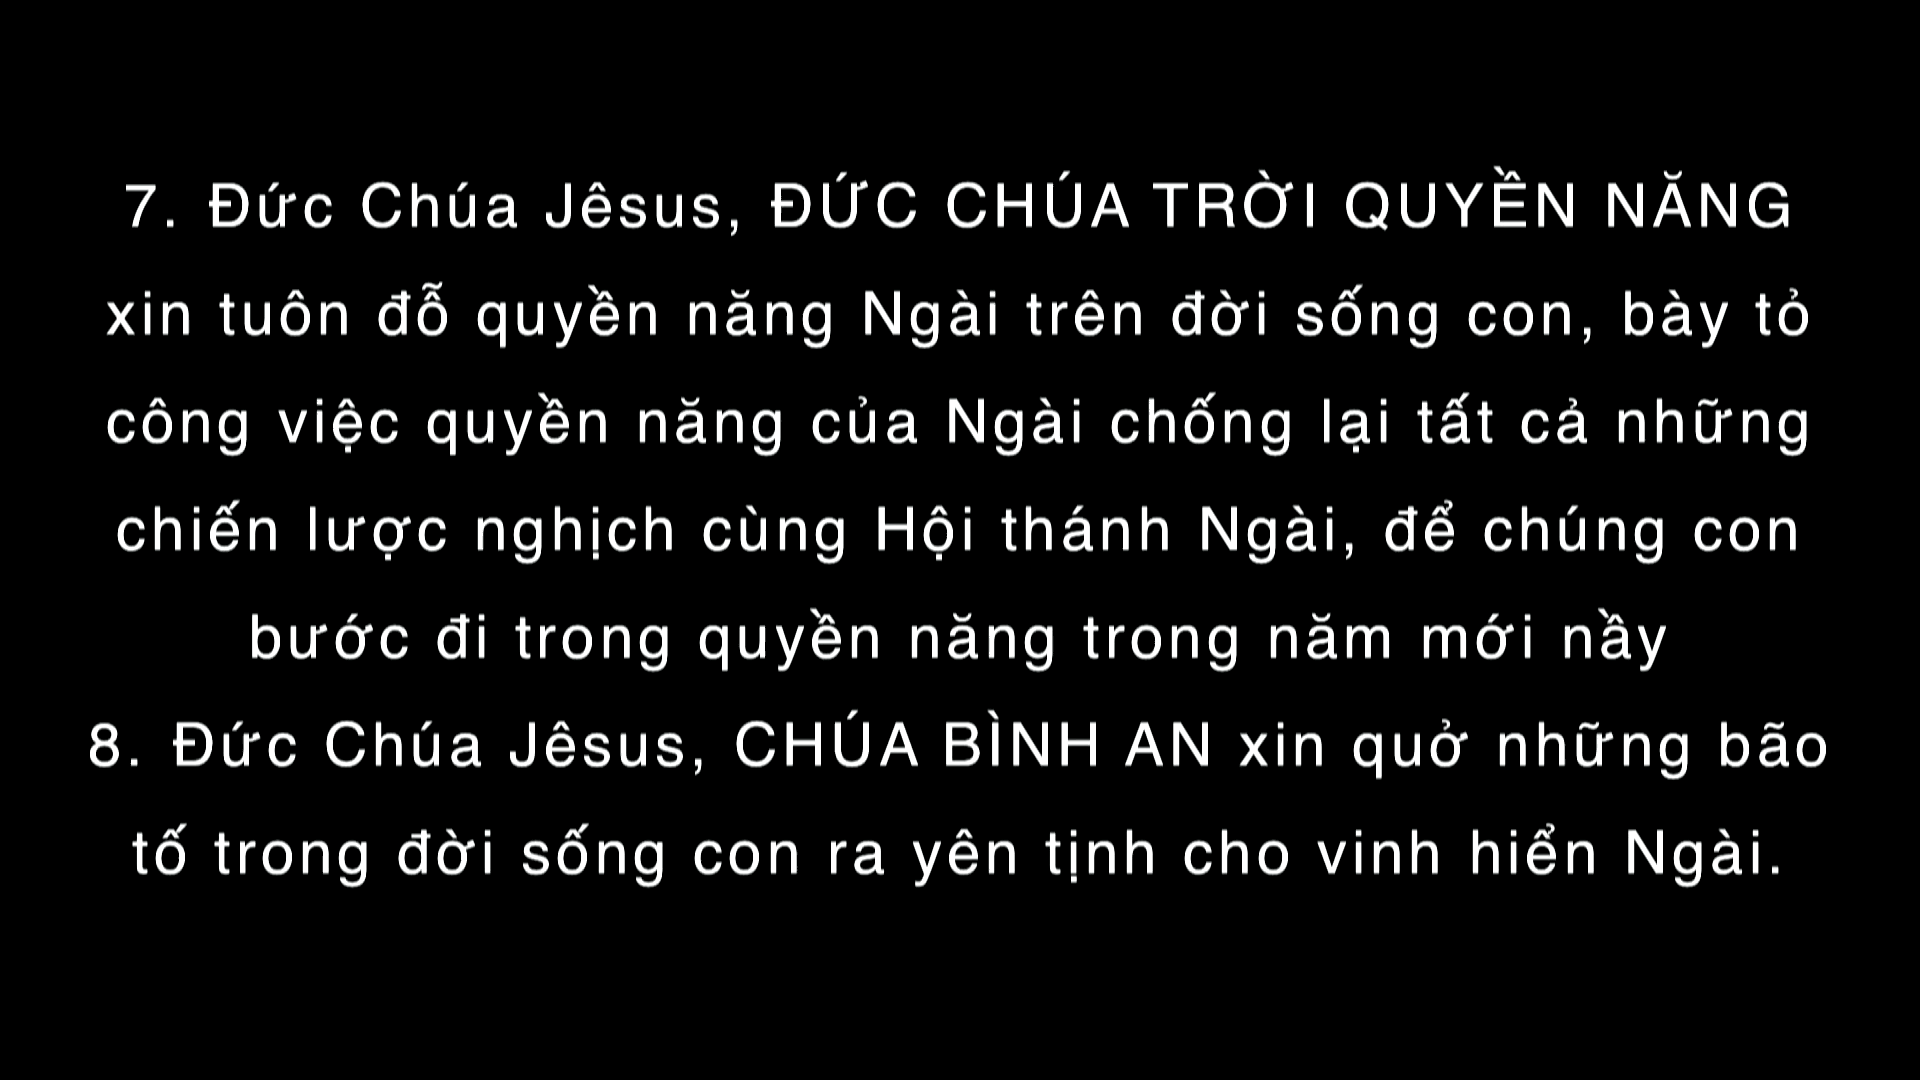 7. Đức Chúa Jêsus, ĐỨC CHÚA TRỜI QUYỀN NĂNG
xin tuôn đỗ quyền năng Ngài trên đời sống con, bày tỏ
công việc quyền năng của Ngài chống lại tất cả những
chiến lược nghịch cùng Hội thánh Ngài, để chúng con
bước đi trong quyền năng trong năm mới nầy
8. Đức Chúa Jêsus, CHÚA BÌNH AN xin quở những bão
tố trong đời sống con ra yên tịnh cho vinh hiển Ngài.